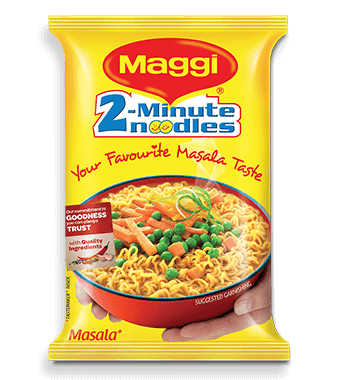 Maggi
®
2-Minute
noodles
Your Favourite Masala Taste
Our commitment to
GOODNESS
you can always
TRUST
with Quality
Ingredients
SUGGESTED GARNISHING
Masala*